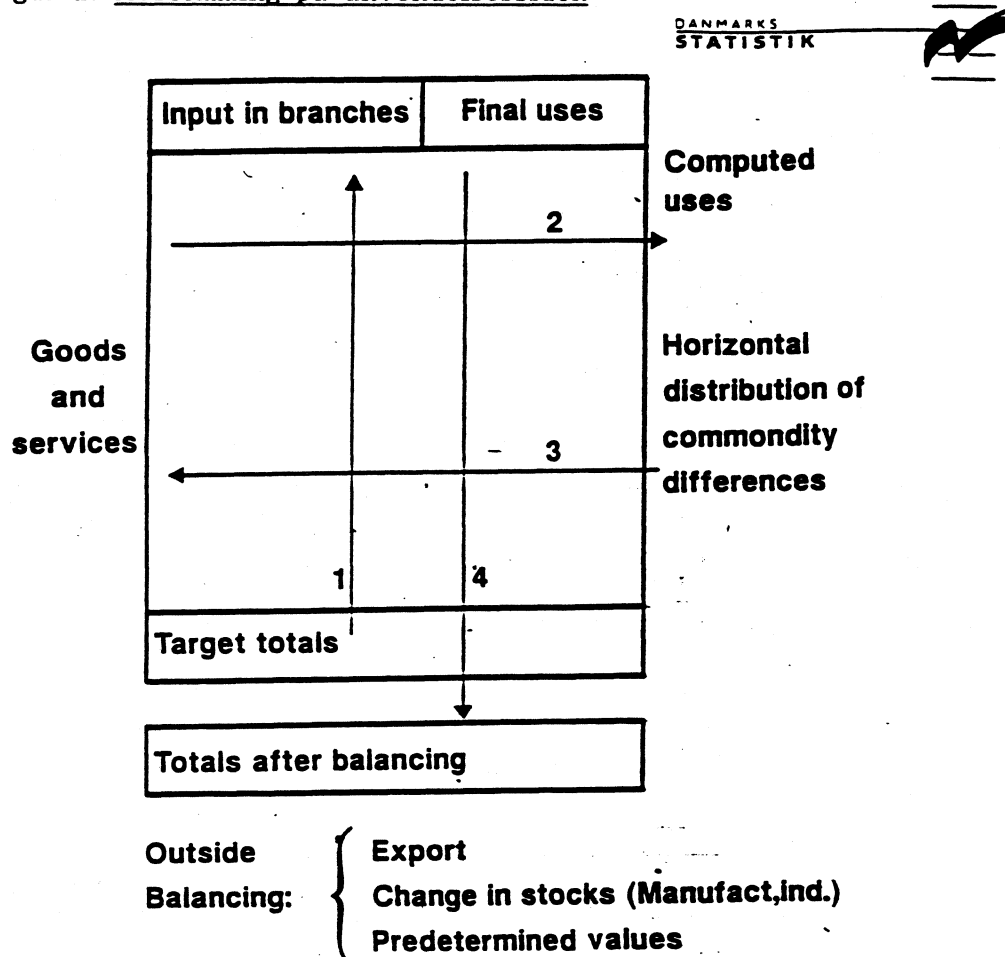 DANMARKS
STATISTIK
Input in branches
Final uses
Computed
uses
2
Goods
and
services
Horizontal
distribution of
commondity
differences
3
1
4
Target totals
Totals after balancing
Outside
Balancing:
Export
Change in stocks (Manufact,ind.)
Predetermined values